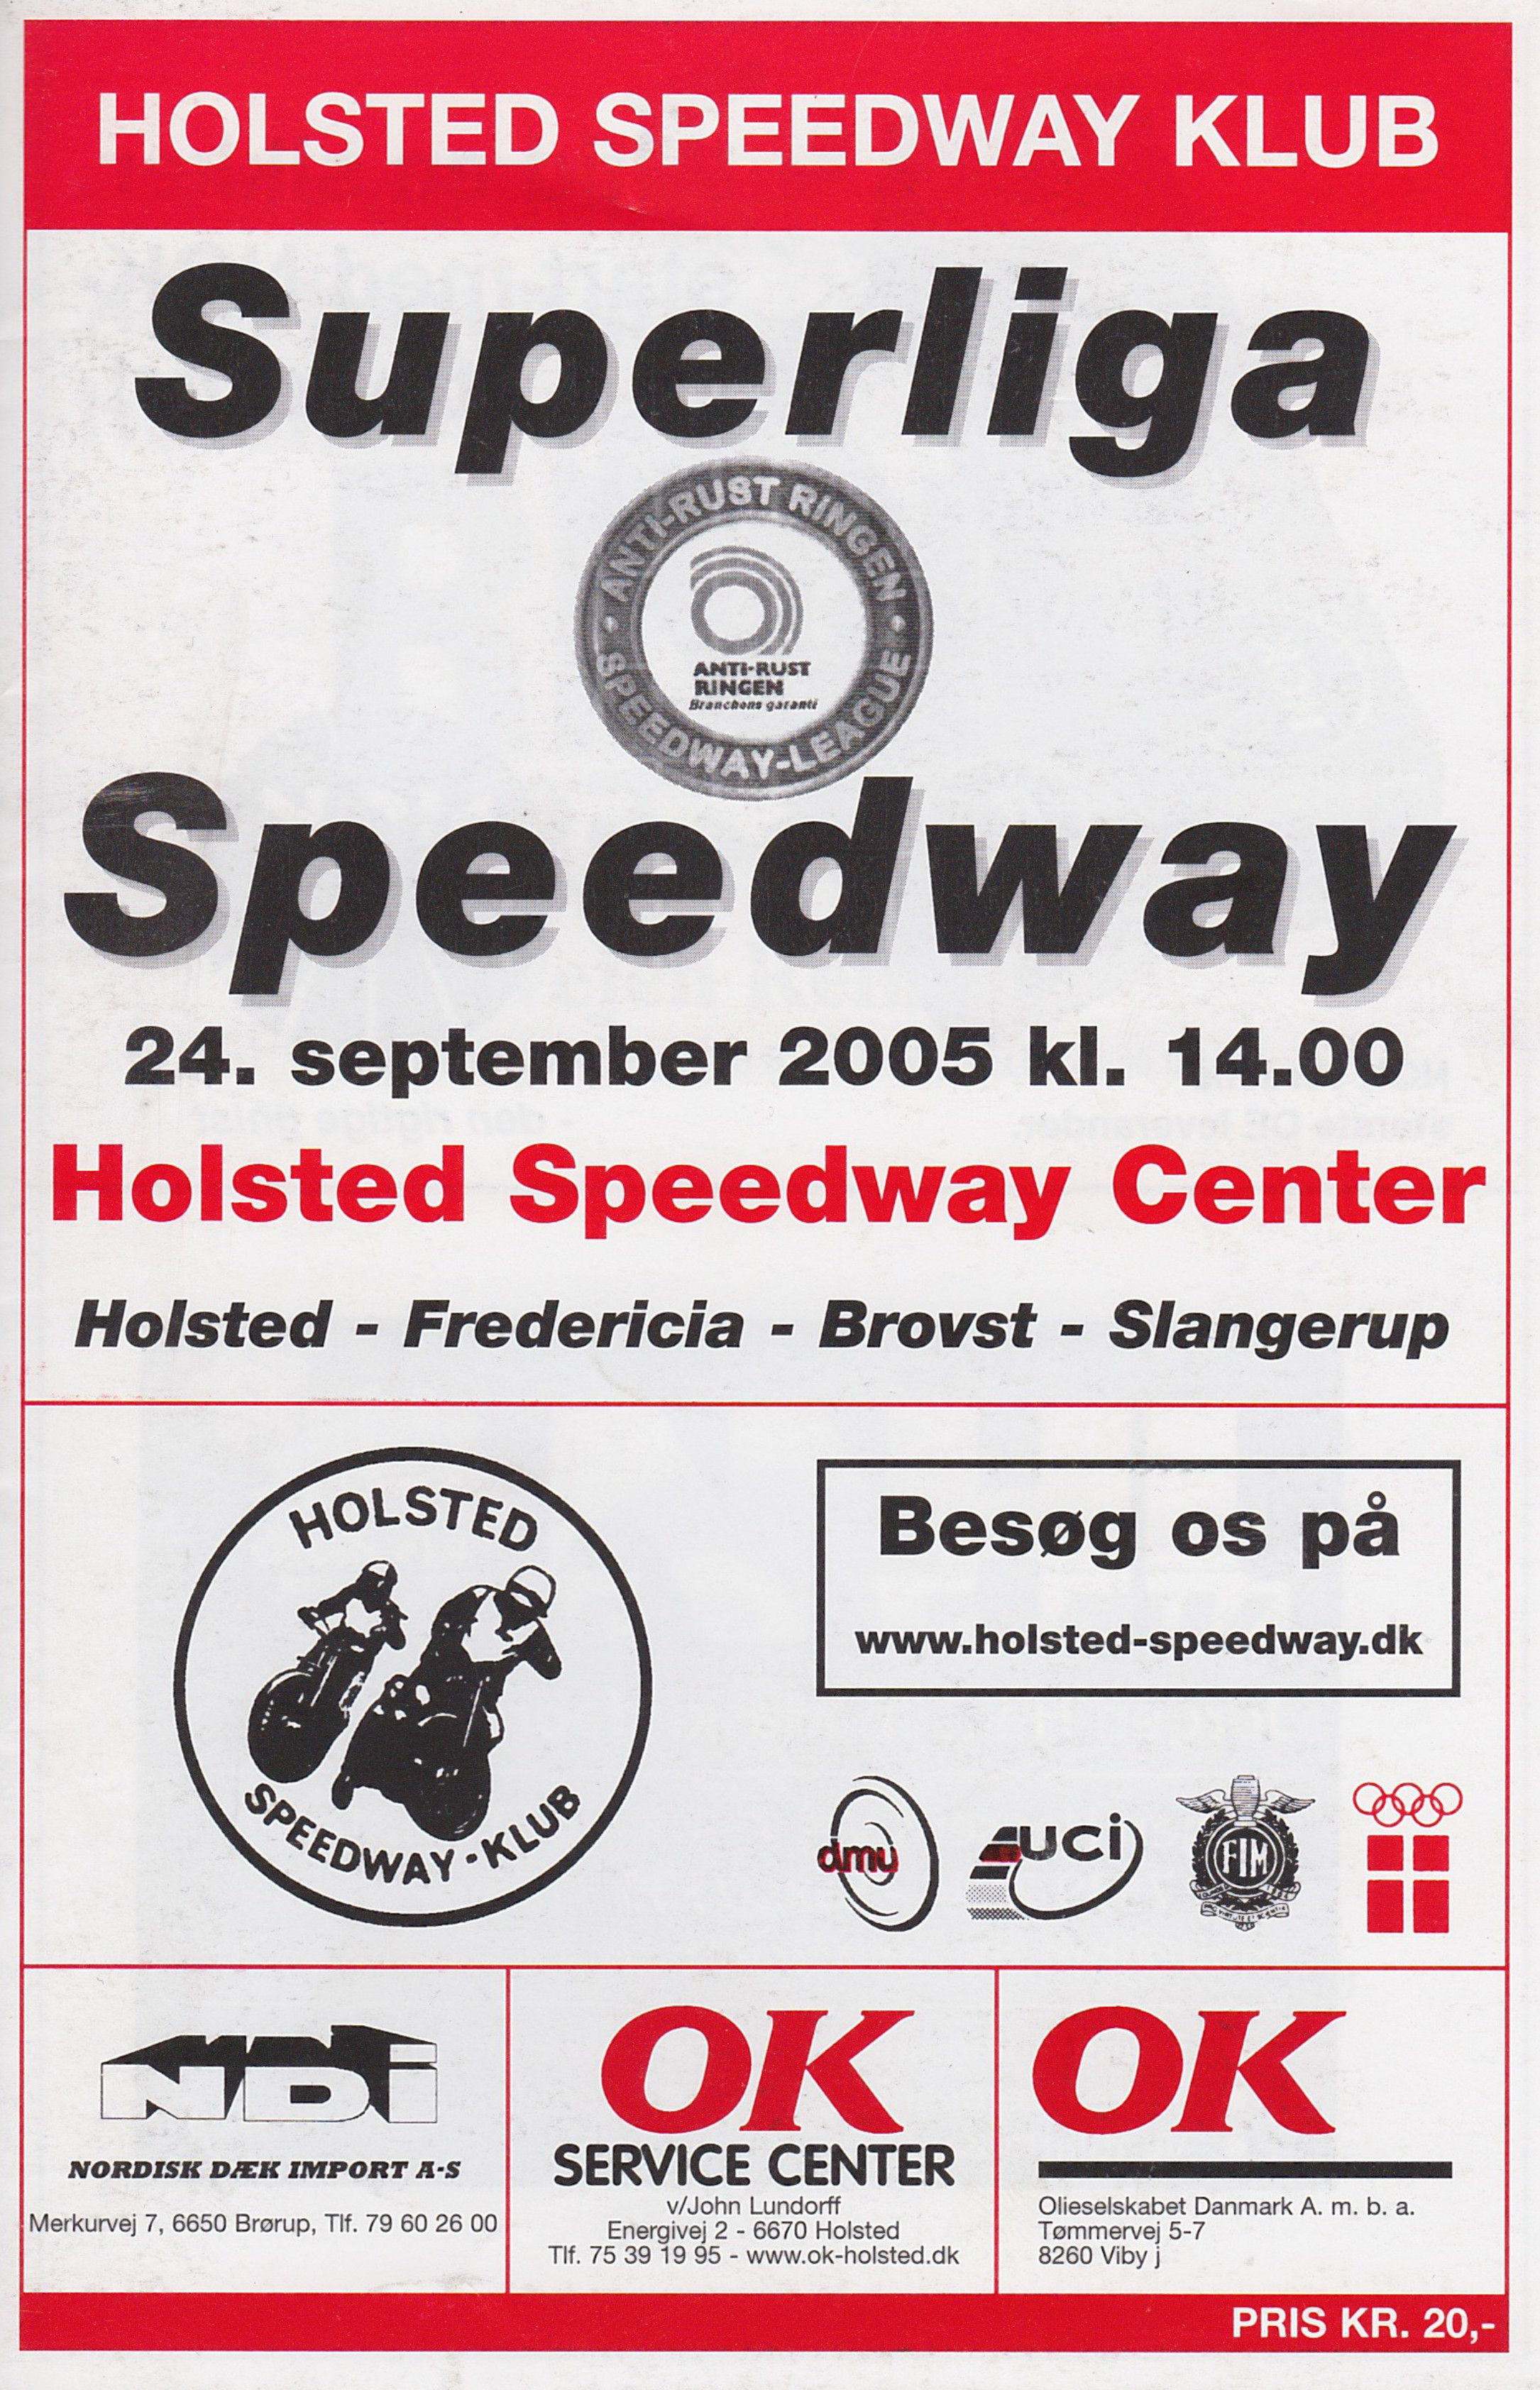 HOLSTED SPEEDWAY KLUB
Superliga
ANTI-RUST RINGEN
ANTI-RUST
RINGEN
Branchens garanti
SPEEDWAY-LEAGUE
Speedway
24. september 2005 kl. 14.00
Holsted Speedway Center
Holsted - Fredericia - Brovst - Slangerup
HOLSTED
SPEEDWAY-KLUB
Besøg os på
www.holsted-speedway.dk
dmu
UCi
FIM
NDi
NORDISK DÆK IMPORT A-S
Merkurvej 7, 6650 Brørup, Tlf. 79 60 26 00
OK
SERVICE CENTER
v/John Lundorff
Energivej 2 - 6670 Holsted
Tlf. 75 39 19 95 - www.ok-holsted.dk
OK
Olieselskabet Danmark A. m. b. a.
Tømmervej 5-7
8260 Viby j
PRIS KR. 20,-